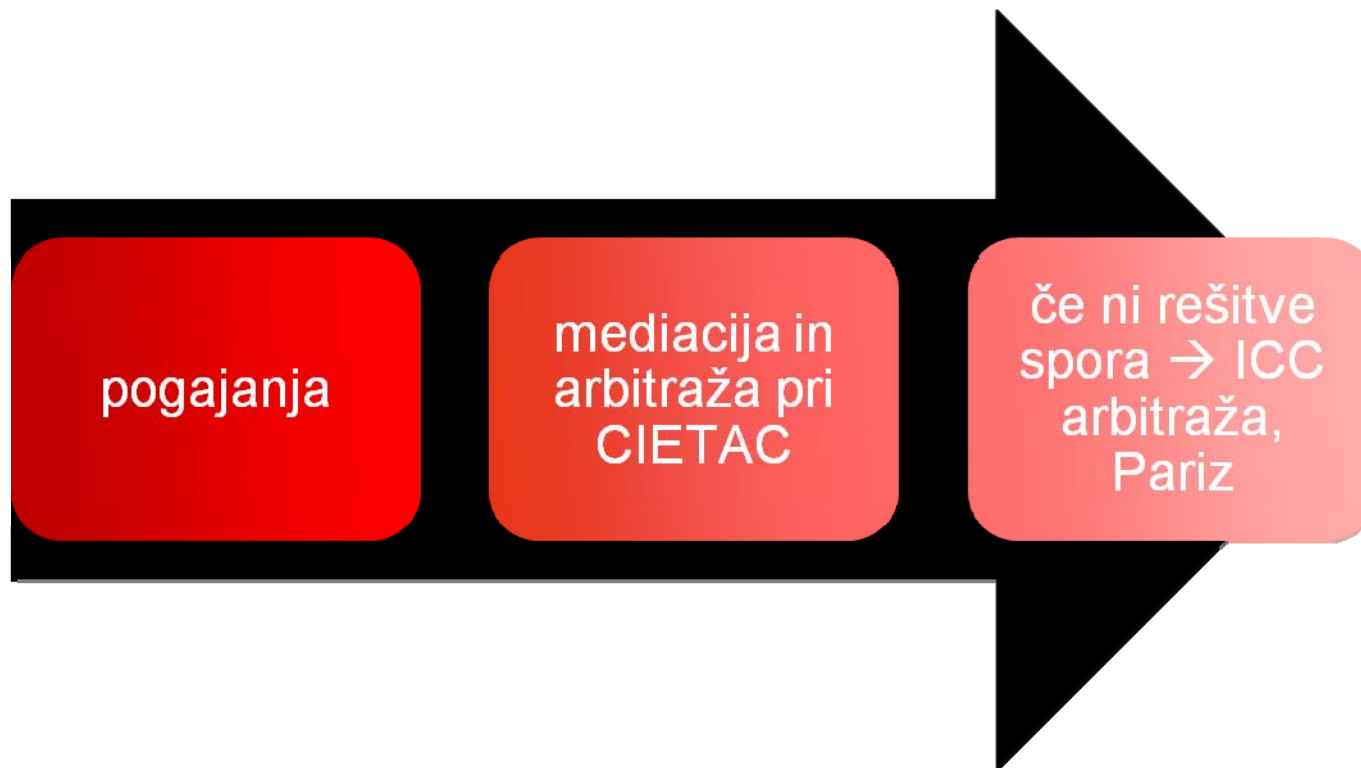 pogajanja
mediacija in
arbitraža pri
CIETAC
če ni rešitve
spora → ICC
arbitraža,
Pariz